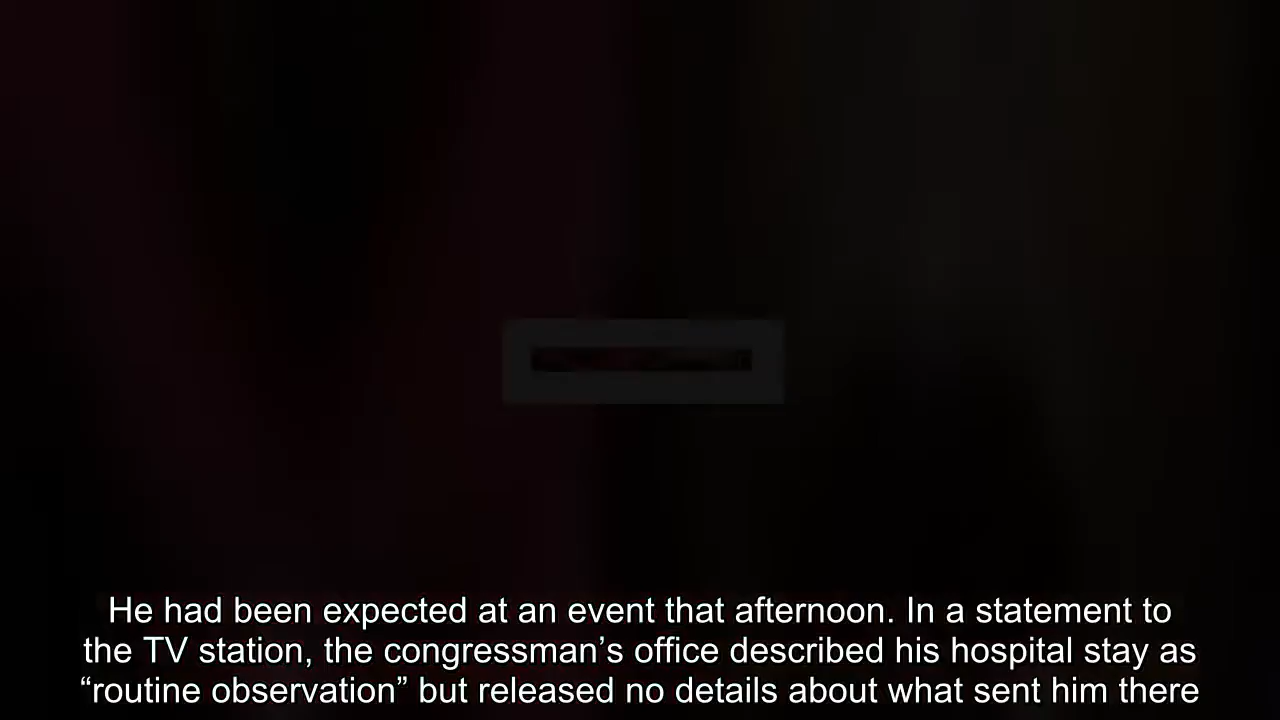 He had been expected at an event that afternoon. In a statement to
the TV station, the congressman’s office described his hospital stay as
“routine observation” but released no details about what sent him there